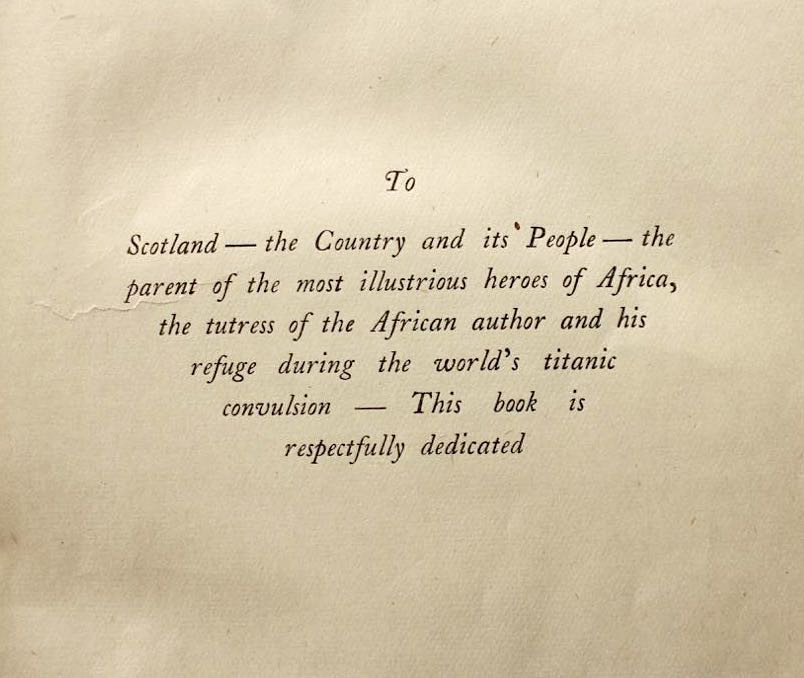 To
Scotland — the Country and its People — the
parent of the most illustrious heroes of Africa,
the tutress of the African author and his
refuge during the world's titanic
convulsion — This book is
respectfully dedicated